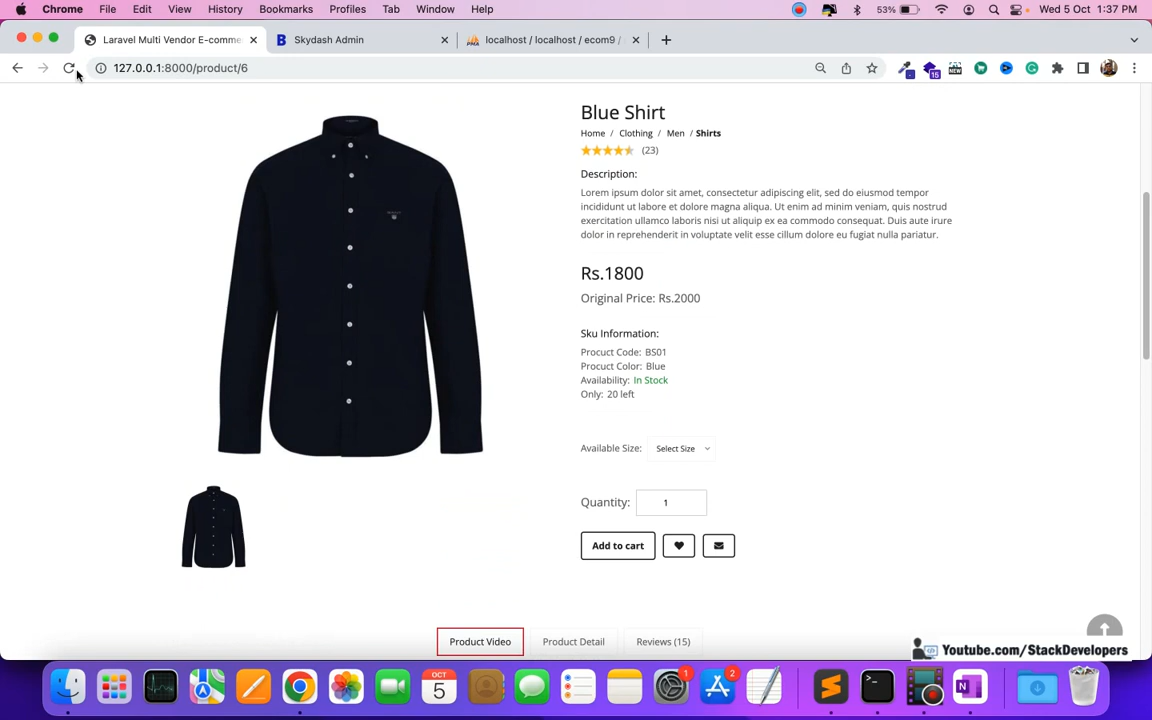 Chrome File Edit View History Bookmarks Profiles Tab Window Help 53% Wed 5 Oct 1:37 PM
Laravel Multi Vendor E-comme Skydash Admin localhost / localhost / ecom9 /
127.0.0.1:8000/product/6
15
NEW
Blue Shirt
Home / Clothing / Men / Shirts
(23)
Description:
Lorem ipsum dolor sit amet, consectetur adipiscing elit, sed do eiusmod tempor
incididunt ut labore et dolore magna aliqua. Ut enim ad minim veniam, quis nostrud
exercitation ullamco laboris nisi ut aliquip ex ea commodo consequat. Duis aute irure
dolor in reprehenderit in voluptate velit esse cillum dolore eu fugiat nulla pariatur.
Rs.1800
Original Price: Rs.2000
Sku Information:
Procuct Code: BS01
Procuct Color: Blue
Availability: In Stock
Only: 20 left
Available Size: Select Size
Quantity: 1
Add to cart
Product Video Product Detail Reviews (15)
Youtube.com/StackDevelopers
OCT
5
1
2